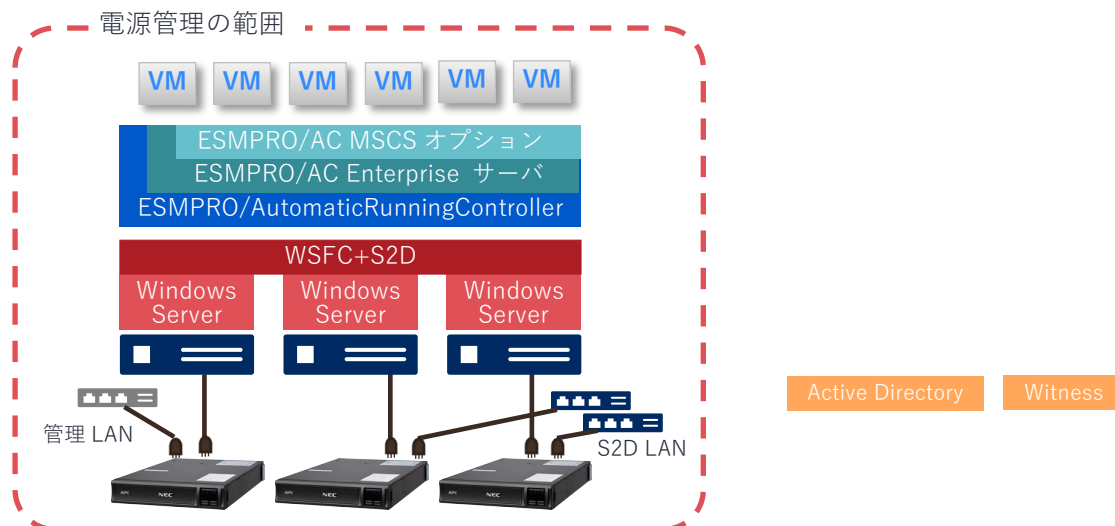 電源管理の範囲
VM VM VM VM VM VM
ESMPRO/AC MSCS オプション
ESMPRO/AC Enterprise サーバ
ESMPRO/AutomaticRunningController
WSFC+S2D
Windows Server
Windows Server
Windows Server
管理 LAN
S2D LAN
Active Directory
Witness
NEC
NEC
NEC